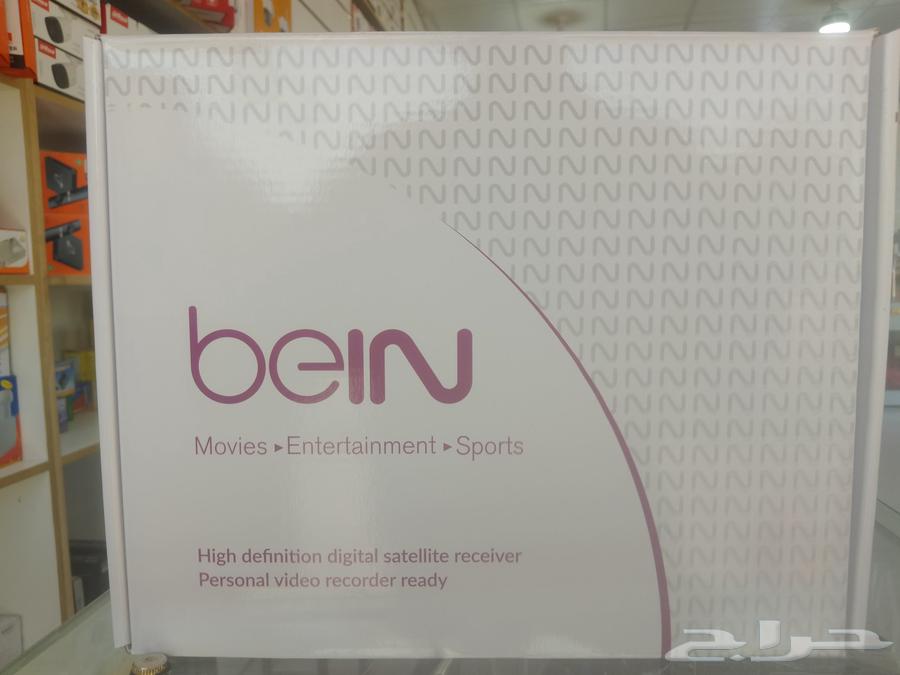 beIN
Movies ▸ Entertainment ▸ Sports
High definition digital satellite receiver
Personal video recorder ready
حراج